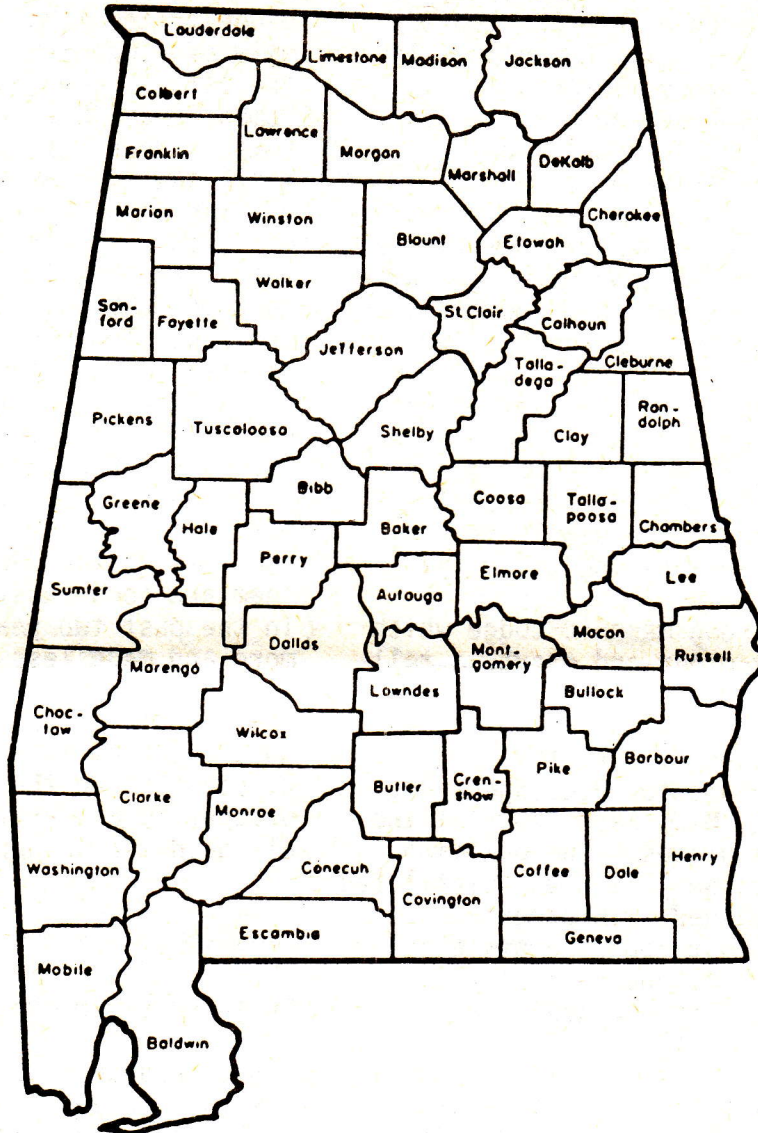 Lauderdale
Limestone
Madison
Jackson
Colbert
Lawrence
Franklin
Morgan
Marshall
DeKalb
Marian
Winston
Blount
Etowah
Cherokee
Walker
San-
ford
Fayette
St. Clair
Calhoun
Jefferson
Talla-
dega
Cleburne
Pickens
Tuscaloosa
Shelby
Clay
Ran-
dolph
Greene
Hale
Bibb
Baker
Coosa
Talla-
poosa
Chambers
Sumter
Perry
Autauga
Elmore
Lee
Marengo
Dallas
Lowndes
Mont-
gomery
Macon
Russell
Bullock
Choc-
taw
Wilcox
Clarke
Monroe
Butler
Cren-
shaw
Pike
Barbour
Washington
Conecuh
Covington
Coffee
Dale
Henry
Escambia
Geneva
Mobile
Baldwin